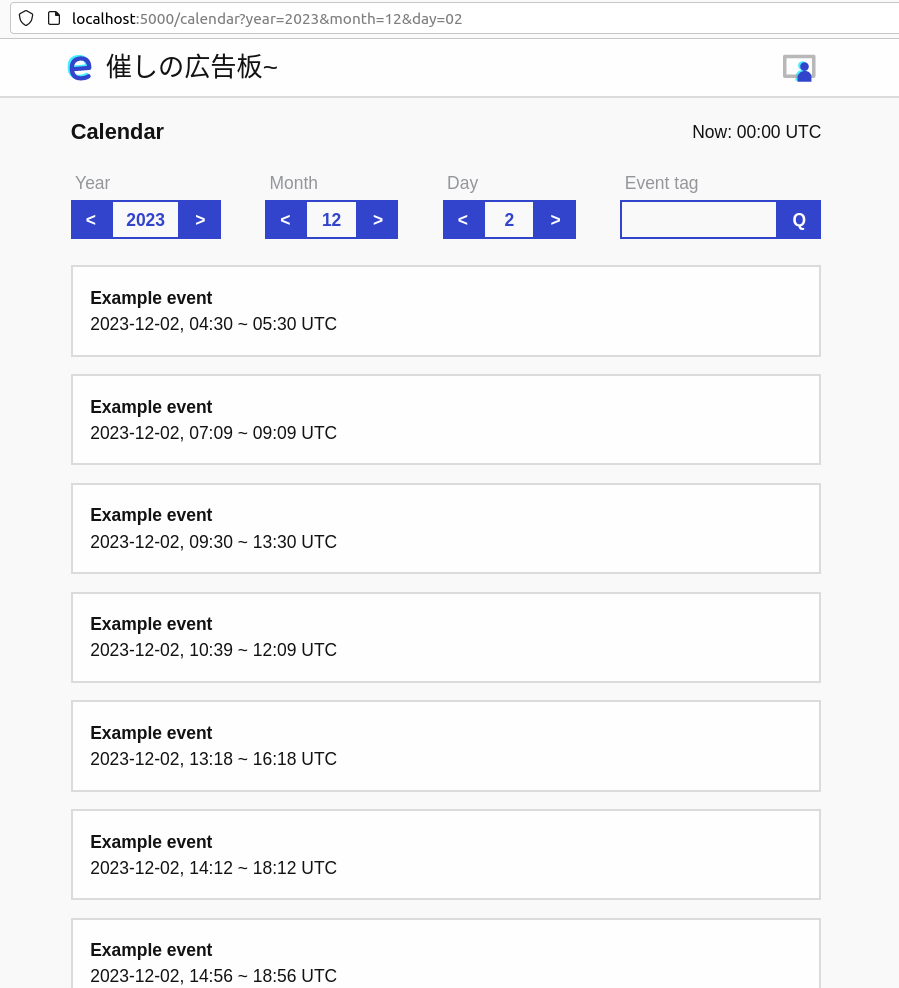 localhost:5000/calendar?year=2023&month=12&day=02
e 催しの広告板~
Calendar
Now: 00:00 UTC
Year
Month
Day
Event tag
< 2023 >
< 12 >
< 2 >
Q
Example event
2023-12-02, 04:30 ~ 05:30 UTC
Example event
2023-12-02, 07:09 ~ 09:09 UTC
Example event
2023-12-02, 09:30 ~ 13:30 UTC
Example event
2023-12-02, 10:39 ~ 12:09 UTC
Example event
2023-12-02, 13:18 ~ 16:18 UTC
Example event
2023-12-02, 14:12 ~ 18:12 UTC
Example event
2023-12-02, 14:56 ~ 18:56 UTC